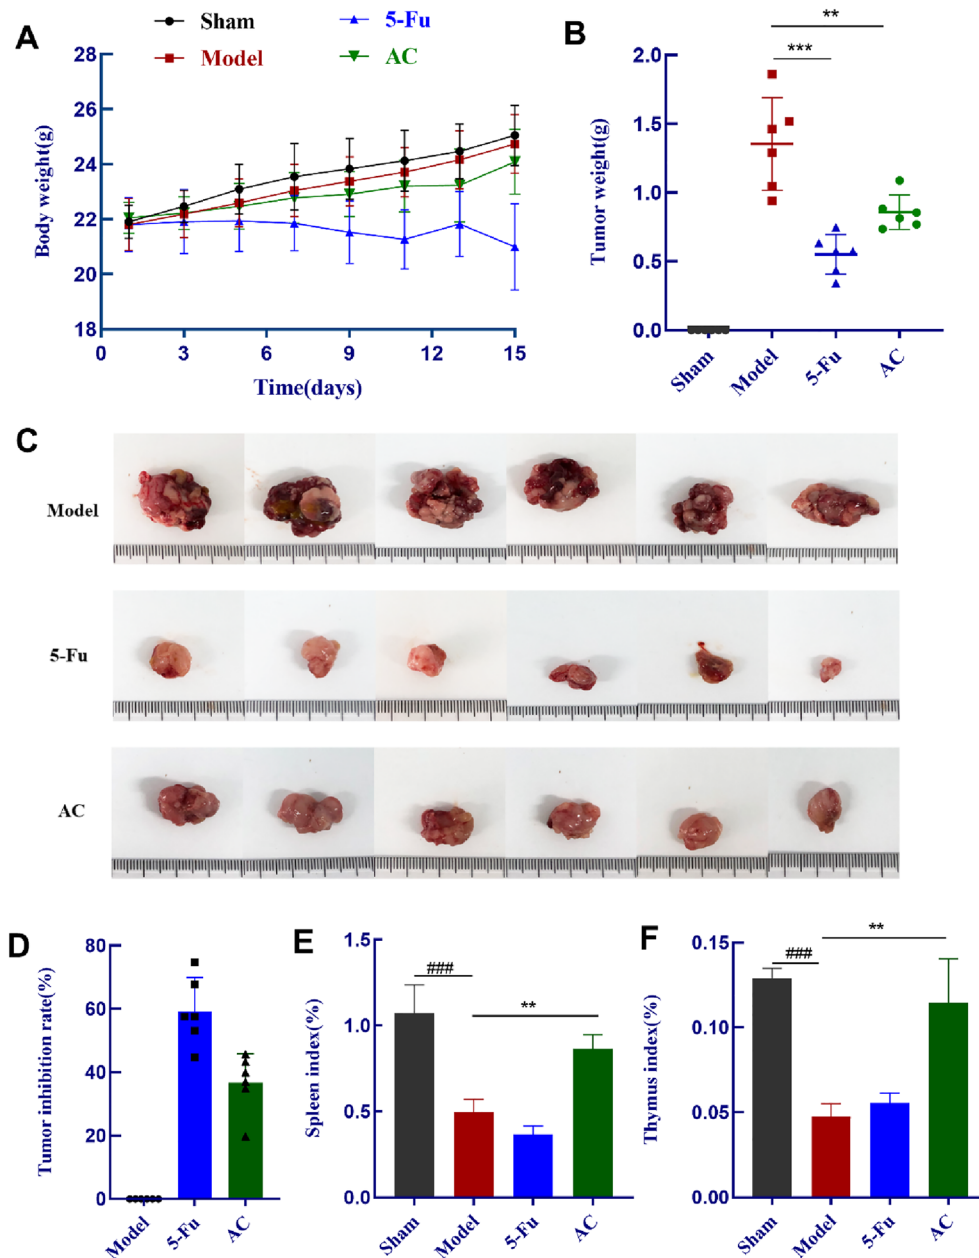 A
Sham
Model
5-Fu
AC
28
26
24
22
20
18
Body weight(g)
0
3
6
9
12
15
Time(days)
B
**
***
2.0
1.5
1.0
0.5
0.0
Tumor weight(g)
Sham
Model
5-Fu
AC
C
Model
5-Fu
AC
D
80
60
40
20
0
Tumor inhibition rate(%)
Model
5-Fu
AC
E
###
**
1.5
1.0
0.5
0.0
Spleen index(%)
Sham
Model
5-Fu
AC
F
###
**
0.15
0.10
0.05
0.00
Thymus index(%)
Sham
Model
5-Fu
AC